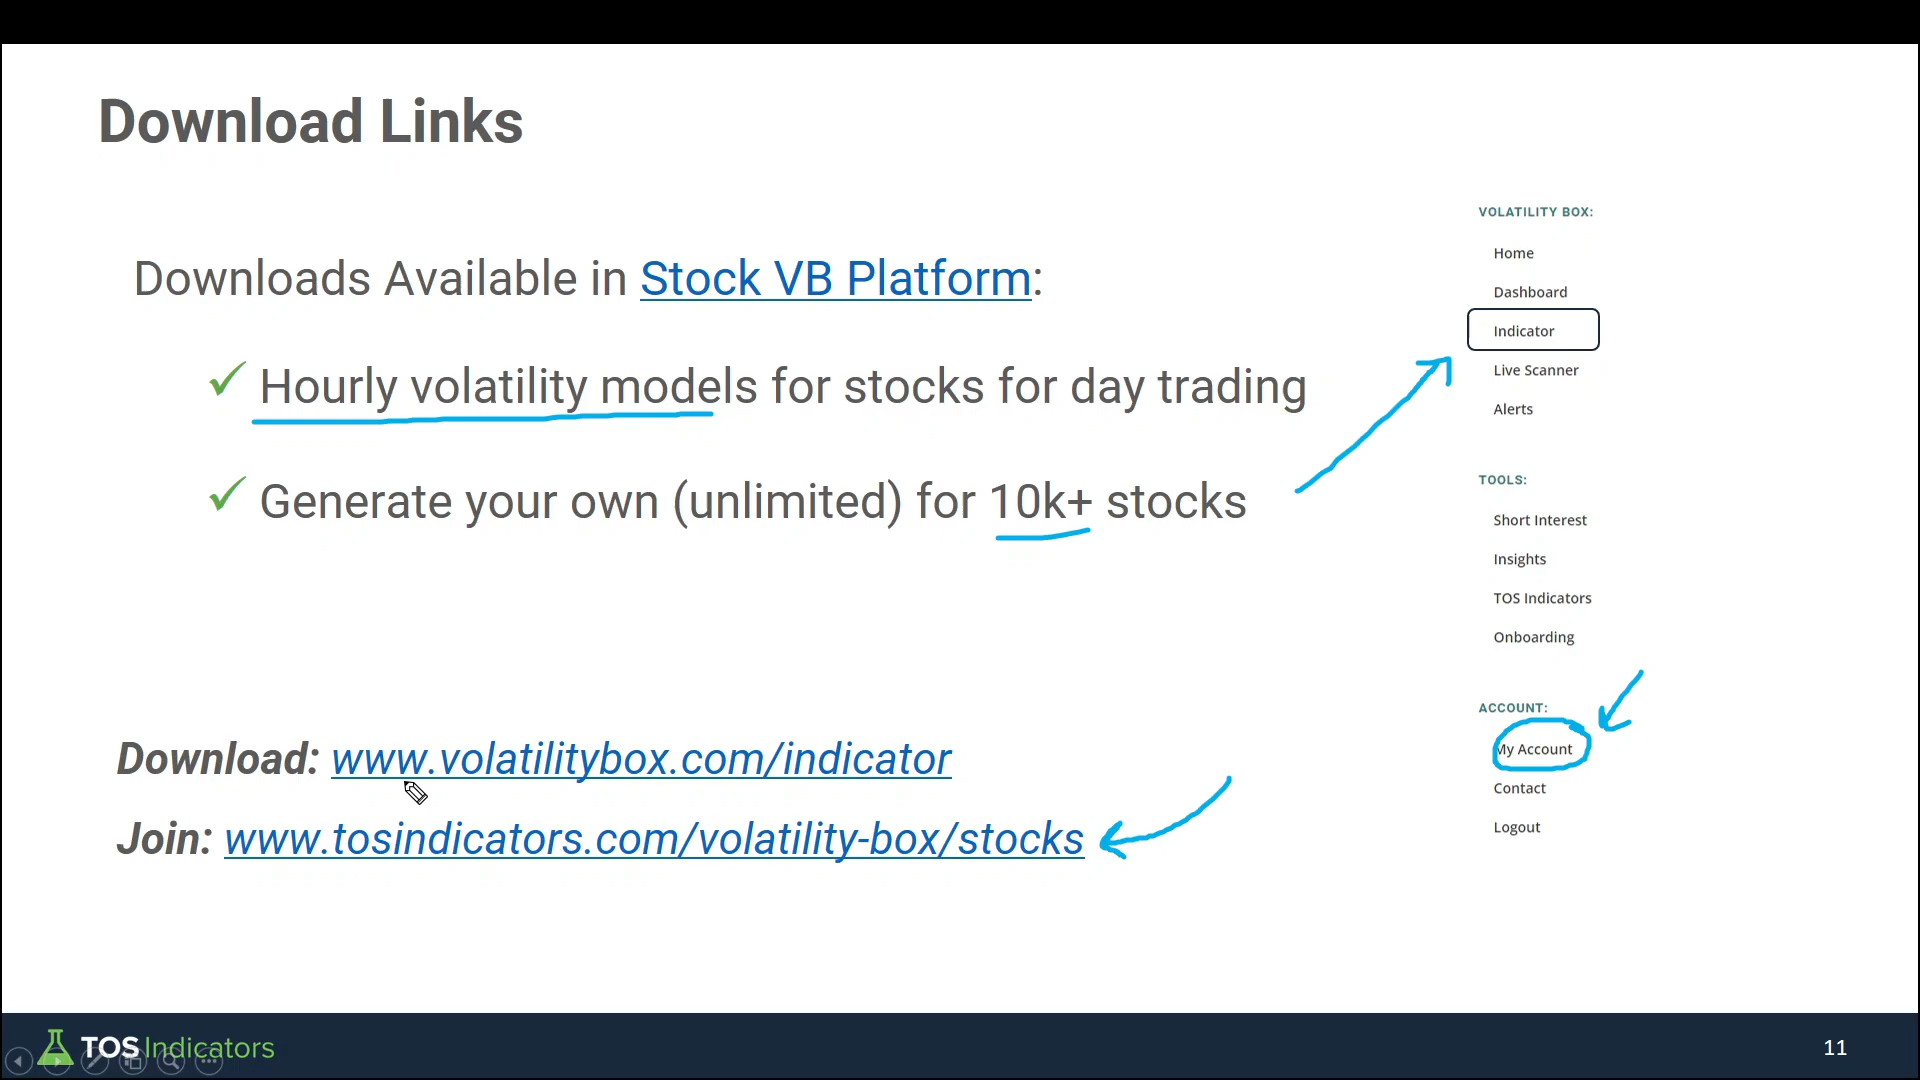 Download Links
Downloads Available in Stock VB Platform:
Hourly volatility models for stocks for day trading
Generate your own (unlimited) for 10k+ stocks
Download: www.volatilitybox.com/indicator
Join: www.tosindicators.com/volatility-box/stocks
VOLATILITY BOX:
Home
Dashboard
Indicator
Live Scanner
Alerts
TOOLS:
Short Interest
Insights
TOS Indicators
Onboarding
ACCOUNT:
My Account
Contact
Logout
TOS Indicators
11